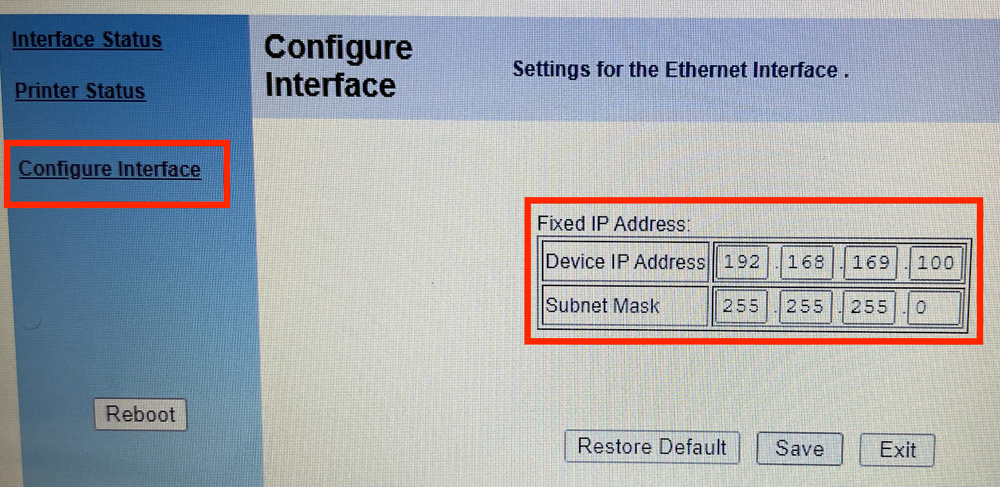 Interface Status
Printer Status
Configure Interface
Reboot
Configure
Interface
Settings for the Ethernet Interface .
Fixed IP Address:
Device IP Address 192 . 168 . 169 . 100
Subnet Mask 255 . 255 . 255 . 0
Restore Default Save Exit